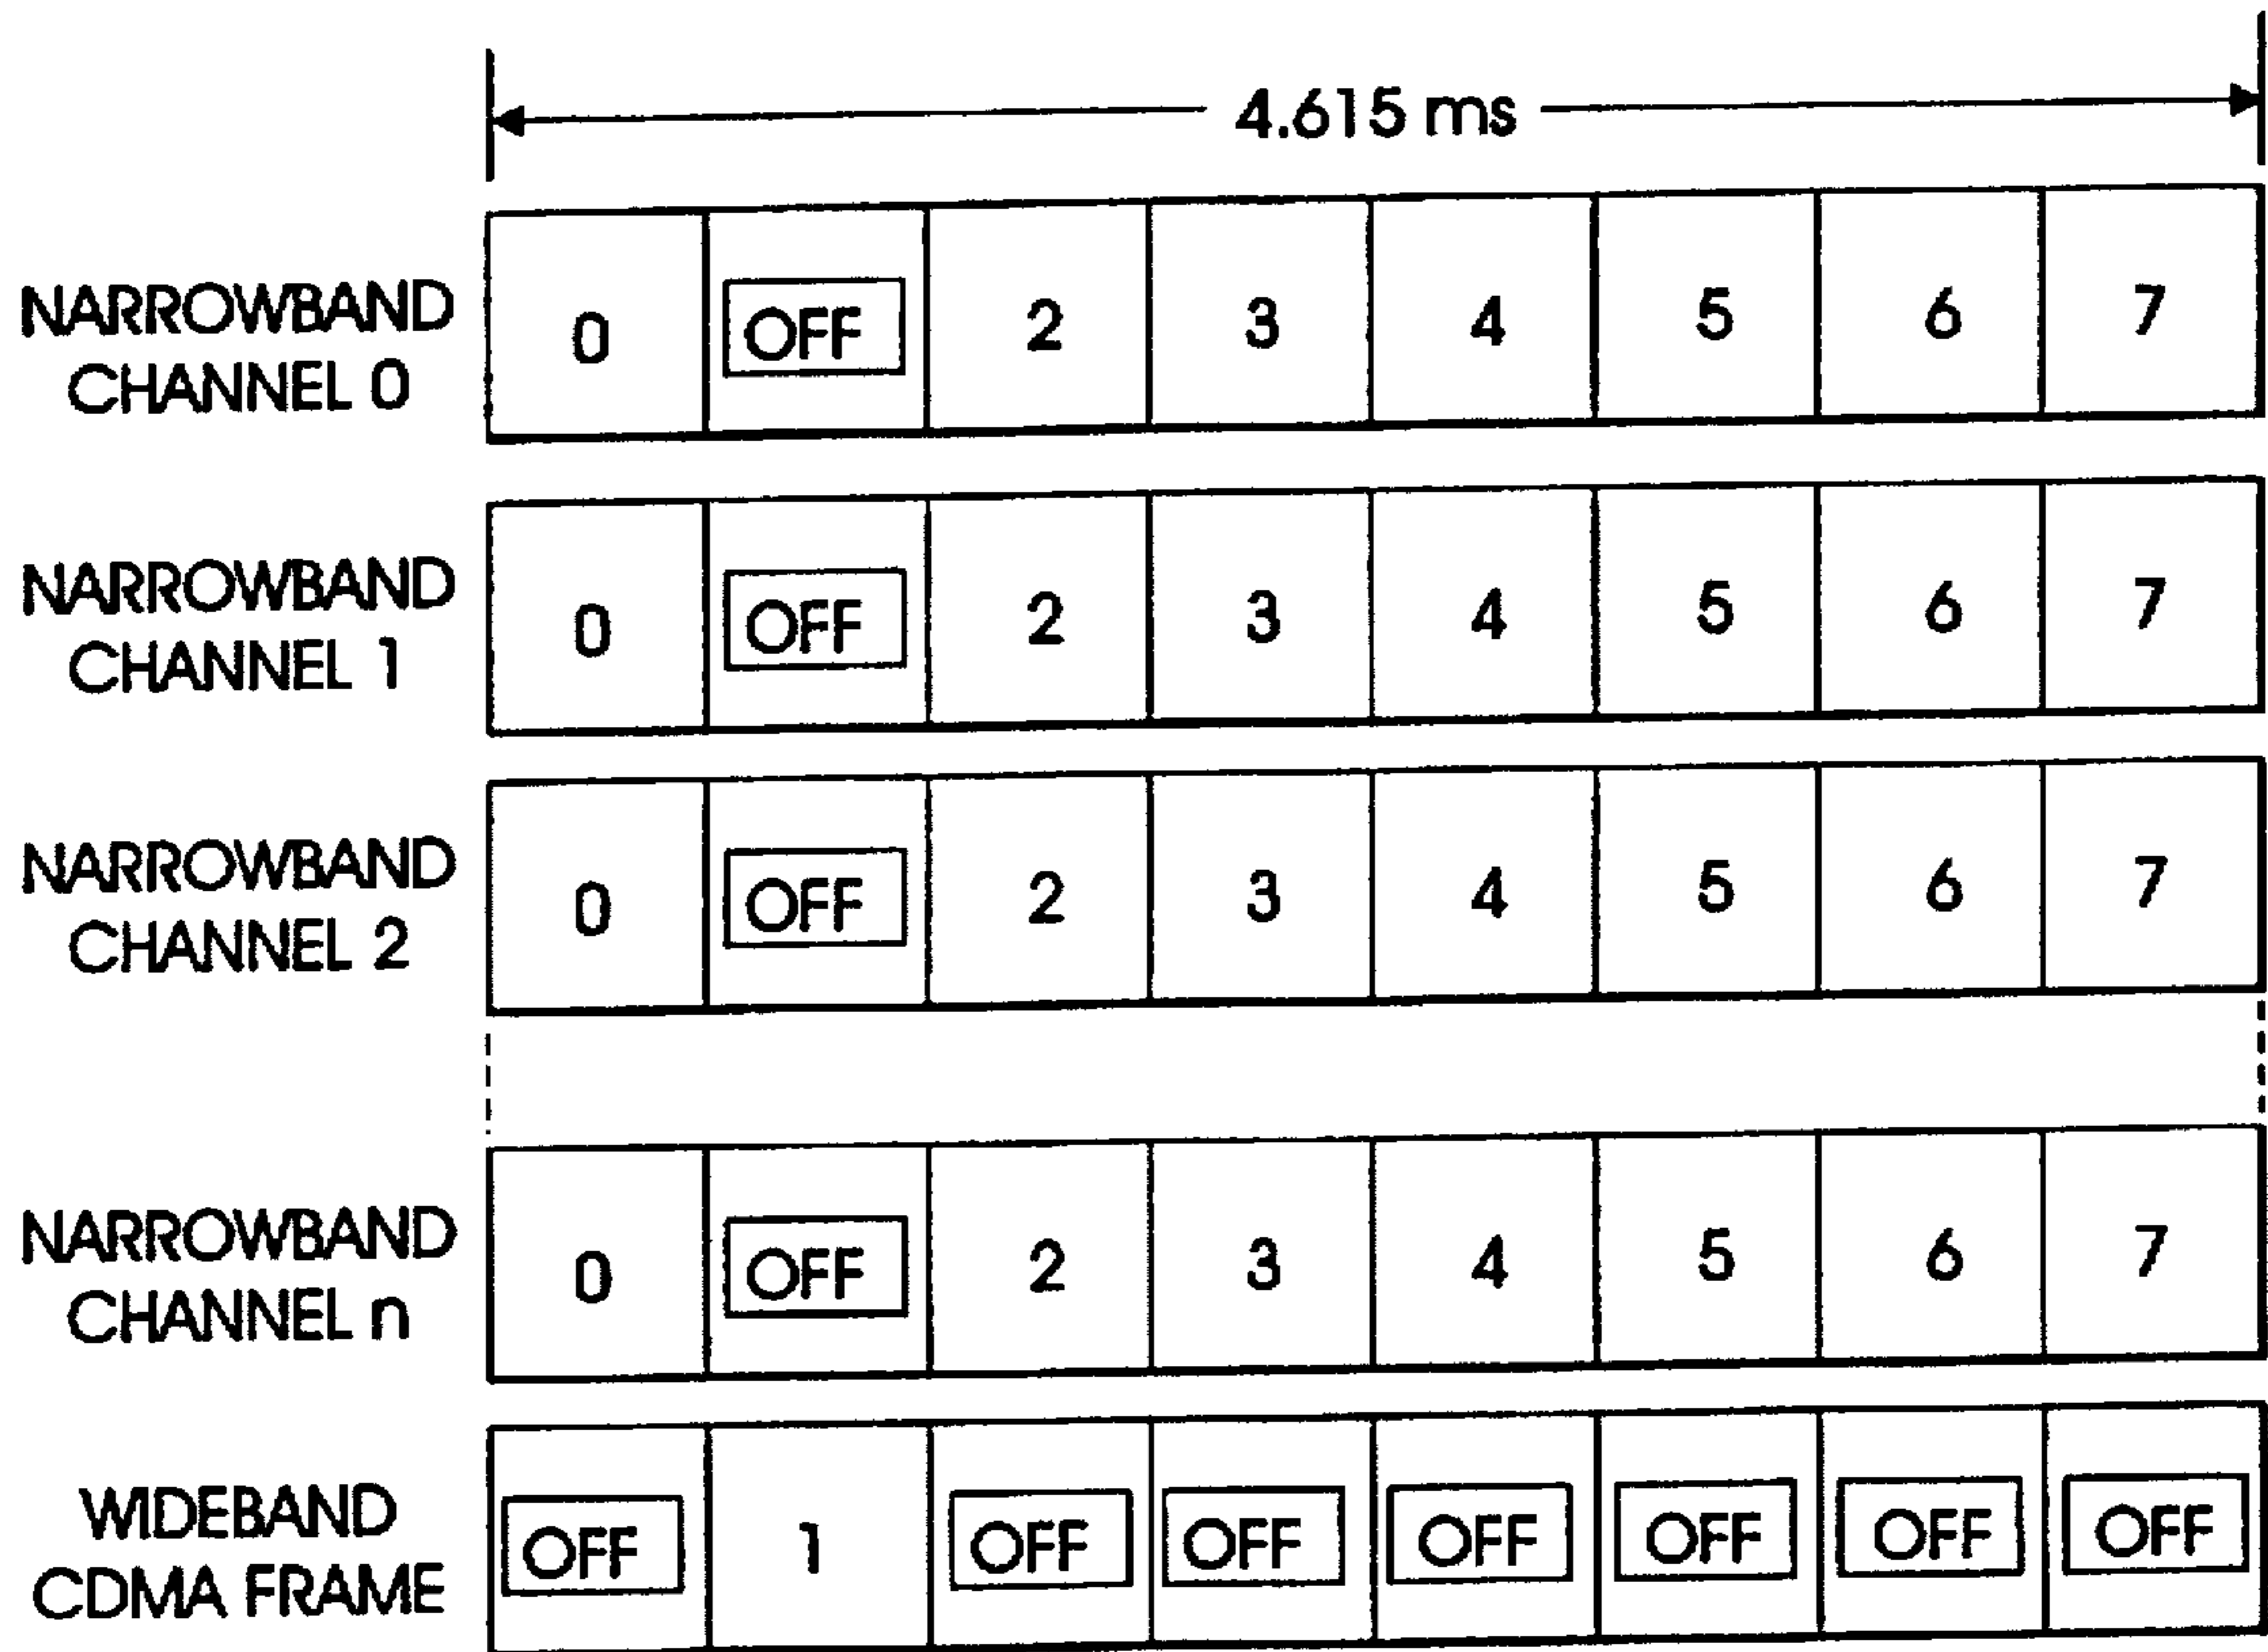 4.615 ms
NARROWBAND
CHANNEL 0
0 OFF 2 3 4 5 6 7
NARROWBAND
CHANNEL 1
0 OFF 2 3 4 5 6 7
NARROWBAND
CHANNEL 2
0 OFF 2 3 4 5 6 7
NARROWBAND
CHANNEL n
0 OFF 2 3 4 5 6 7
WIDEBAND
CDMA FRAME
OFF 1 OFF OFF OFF OFF OFF OFF